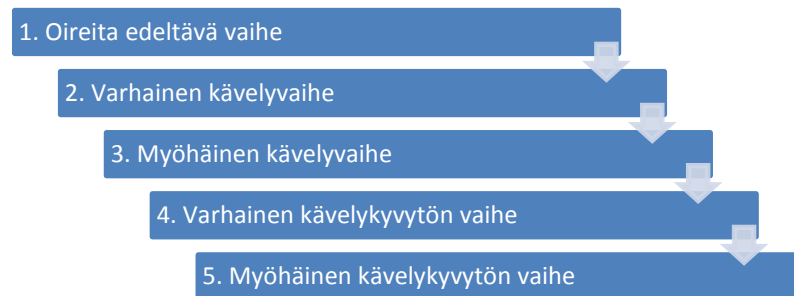 1. Oireita edeltävä vaihe
2. Varhainen kävelyvaihe
3. Myöhäinen kävelyvaihe
4. Varhainen kävelykyvytön vaihe
5. Myöhäinen kävelykyvytön vaihe